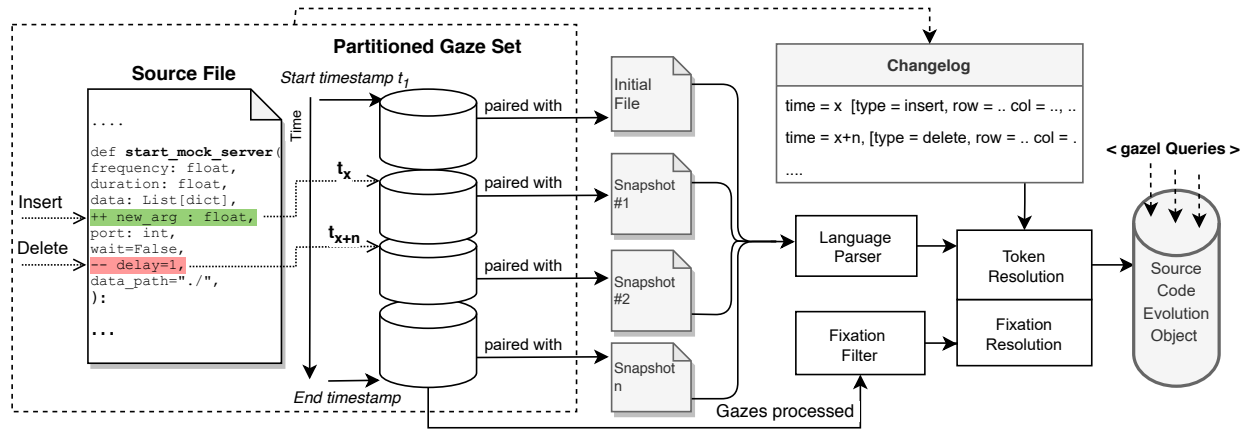 Partitioned Gaze Set
Source File
Start timestamp t1
Time
....
def start_mock_server(
frequency: float,
duration: float,
data: List[dict],
++ new_arg : float,
port: int,
wait=False,
-- delay=1,
data_path="./",
):
...
Insert
Delete
tx
tx+n
End timestamp
paired with
paired with
paired with
paired with
Initial
File
Snapshot
#1
Snapshot
#2
Snapshot
n
Changelog
time = x  [type = insert, row = .. col = .., ..
time = x+n, [type = delete, row = .. col = .
....
Language
Parser
Token
Resolution
Fixation
Filter
Fixation
Resolution
Gazes processed
< gazel Queries >
Source
Code
Evolution
Object